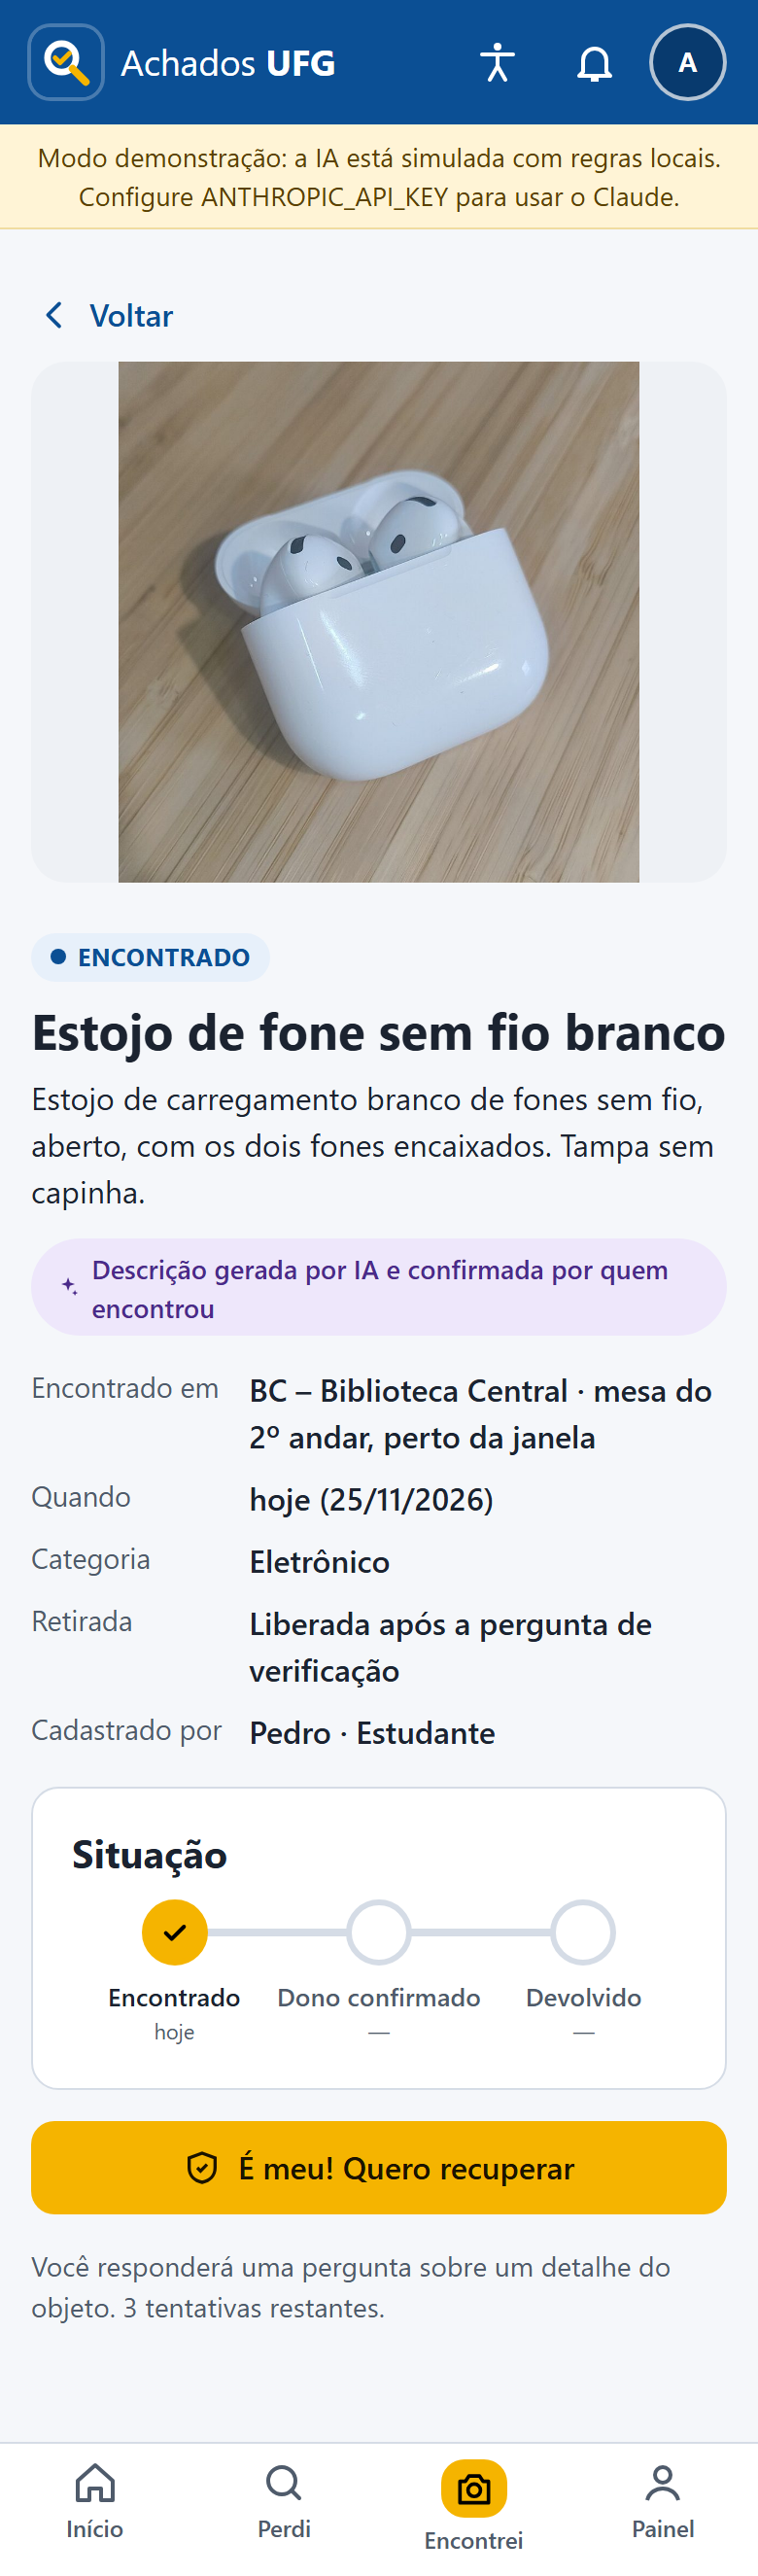 Achados UFG
A
Modo demonstração: a IA está simulada com regras locais.
Configure ANTHROPIC_API_KEY para usar o Claude.
Voltar
ENCONTRADO
Estojo de fone sem fio branco
Estojo de carregamento branco de fones sem fio,
aberto, com os dois fones encaixados. Tampa sem
capinha.
Descrição gerada por IA e confirmada por quem
encontrou
Encontrado em BC – Biblioteca Central · mesa do
2º andar, perto da janela
Quando hoje (25/11/2026)
Categoria Eletrônico
Retirada Liberada após a pergunta de
verificação
Cadastrado por Pedro · Estudante
Situação
Encontrado Dono confirmado Devolvido
hoje — —
É meu! Quero recuperar
Você responderá uma pergunta sobre um detalhe do
objeto. 3 tentativas restantes.
Início Perdi Encontrei Painel